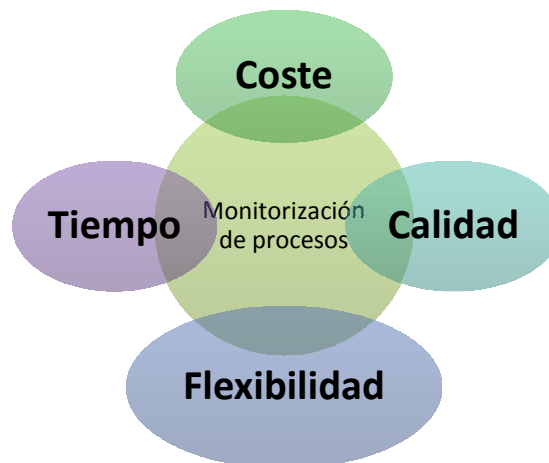 Coste
Monitorización
de procesos
Tiempo
Calidad
Flexibilidad